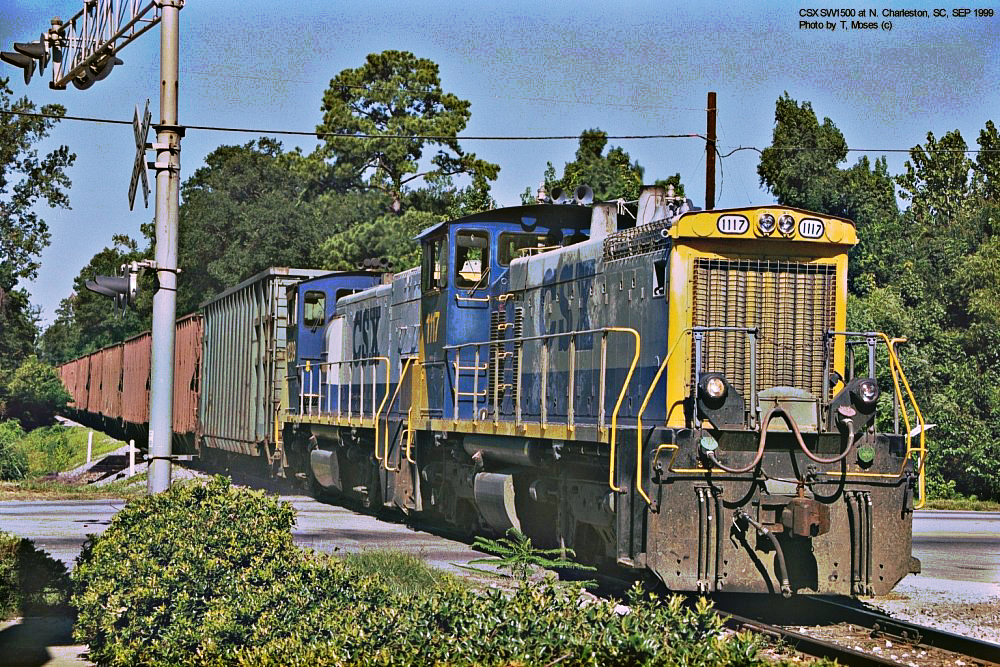 CSX SW1500 at N. Charleston, SC, SEP 1999
Photo by T. Moses (c)
1117
1117
1117
CSX
CSX